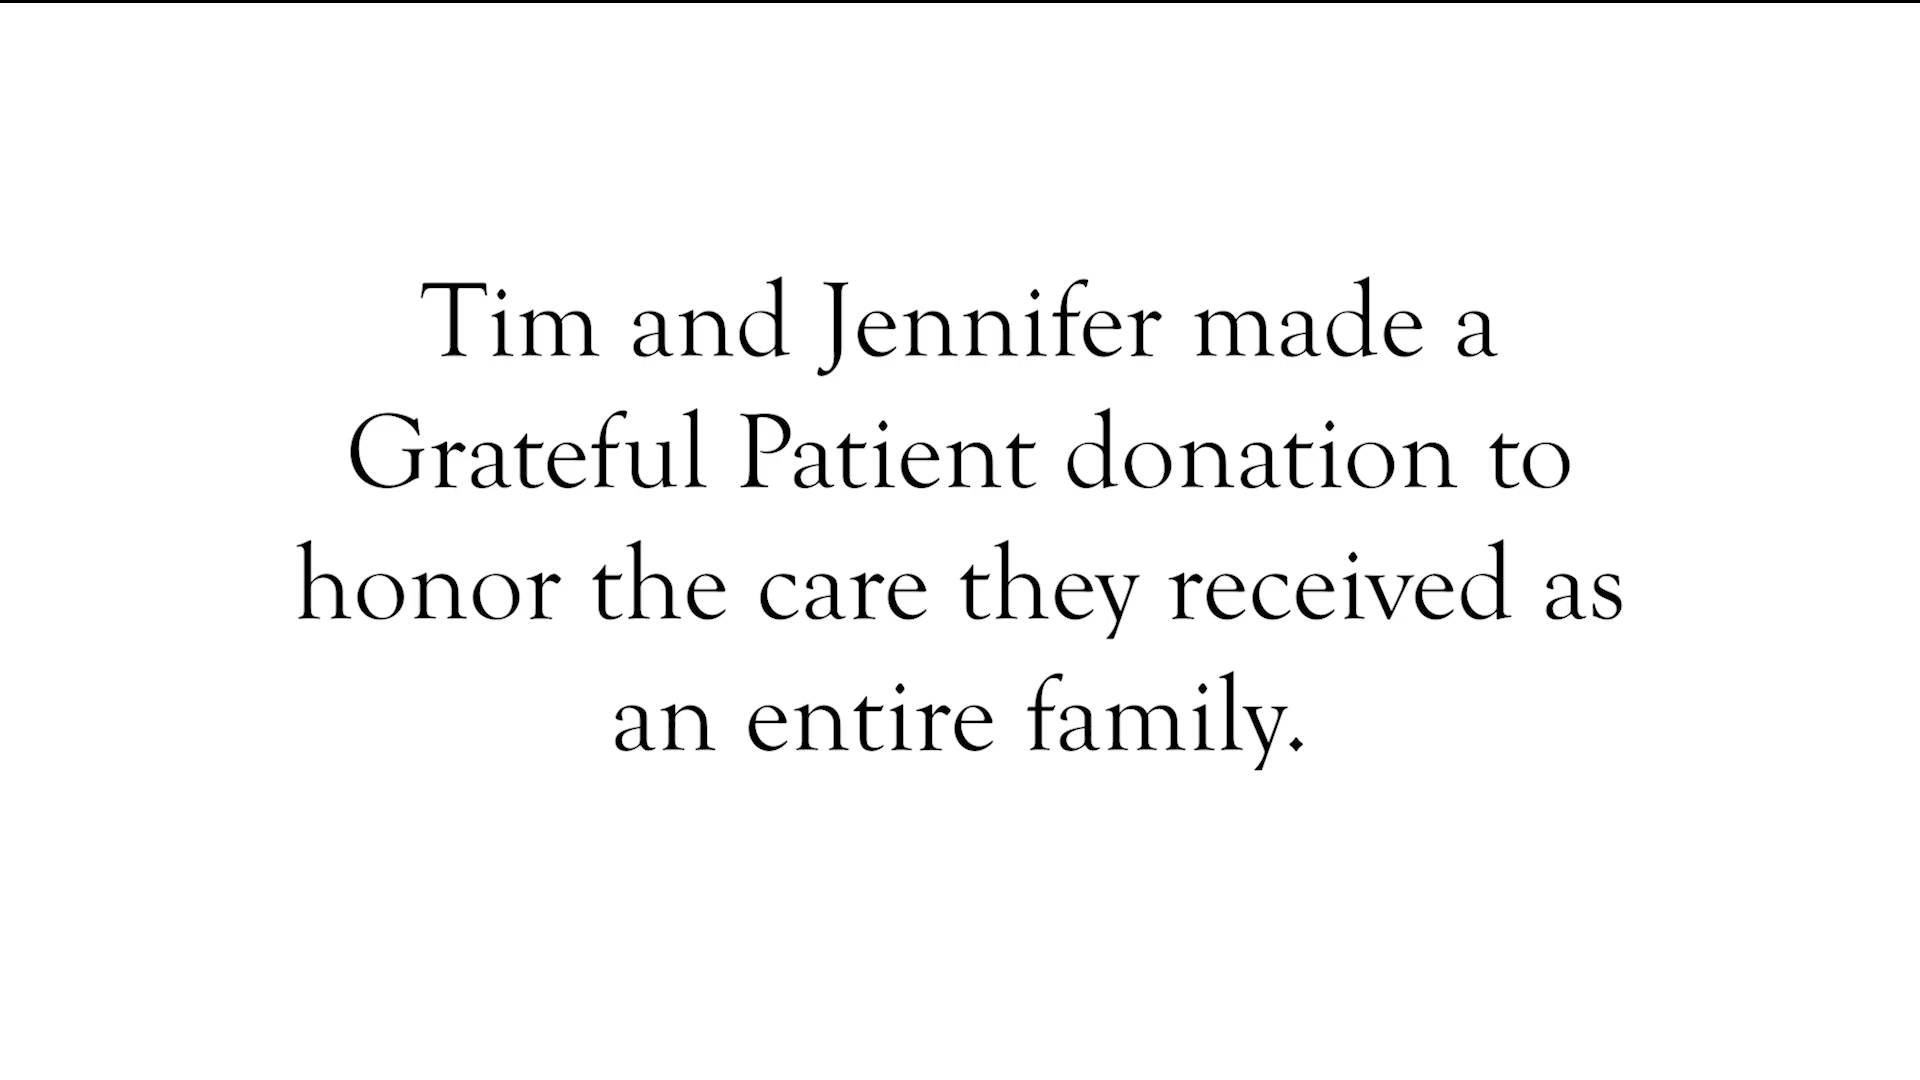 Tim and Jennifer made a
Grateful Patient donation to
honor the care they received as
an entire family.